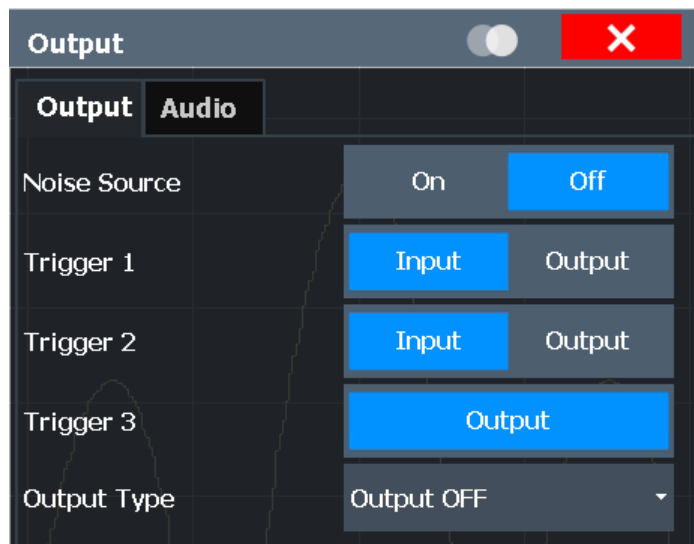 Output
Output Audio
Noise Source On Off
Trigger 1 Input Output
Trigger 2 Input Output
Trigger 3 Output
Output Type Output OFF